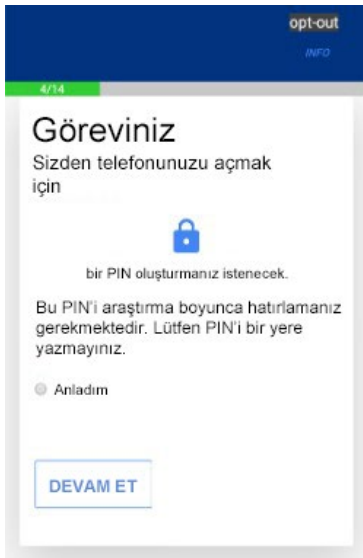 opt-out
INFO
4/14
Göreviniz
Sizden telefonunuzu açmak
için
bir PIN oluşturmanız istenecek.
Bu PIN'i araştırma boyunca hatırlamanız
gerekmektedir. Lütfen PIN'i bir yere
yazmayınız.
Anladım
DEVAM ET